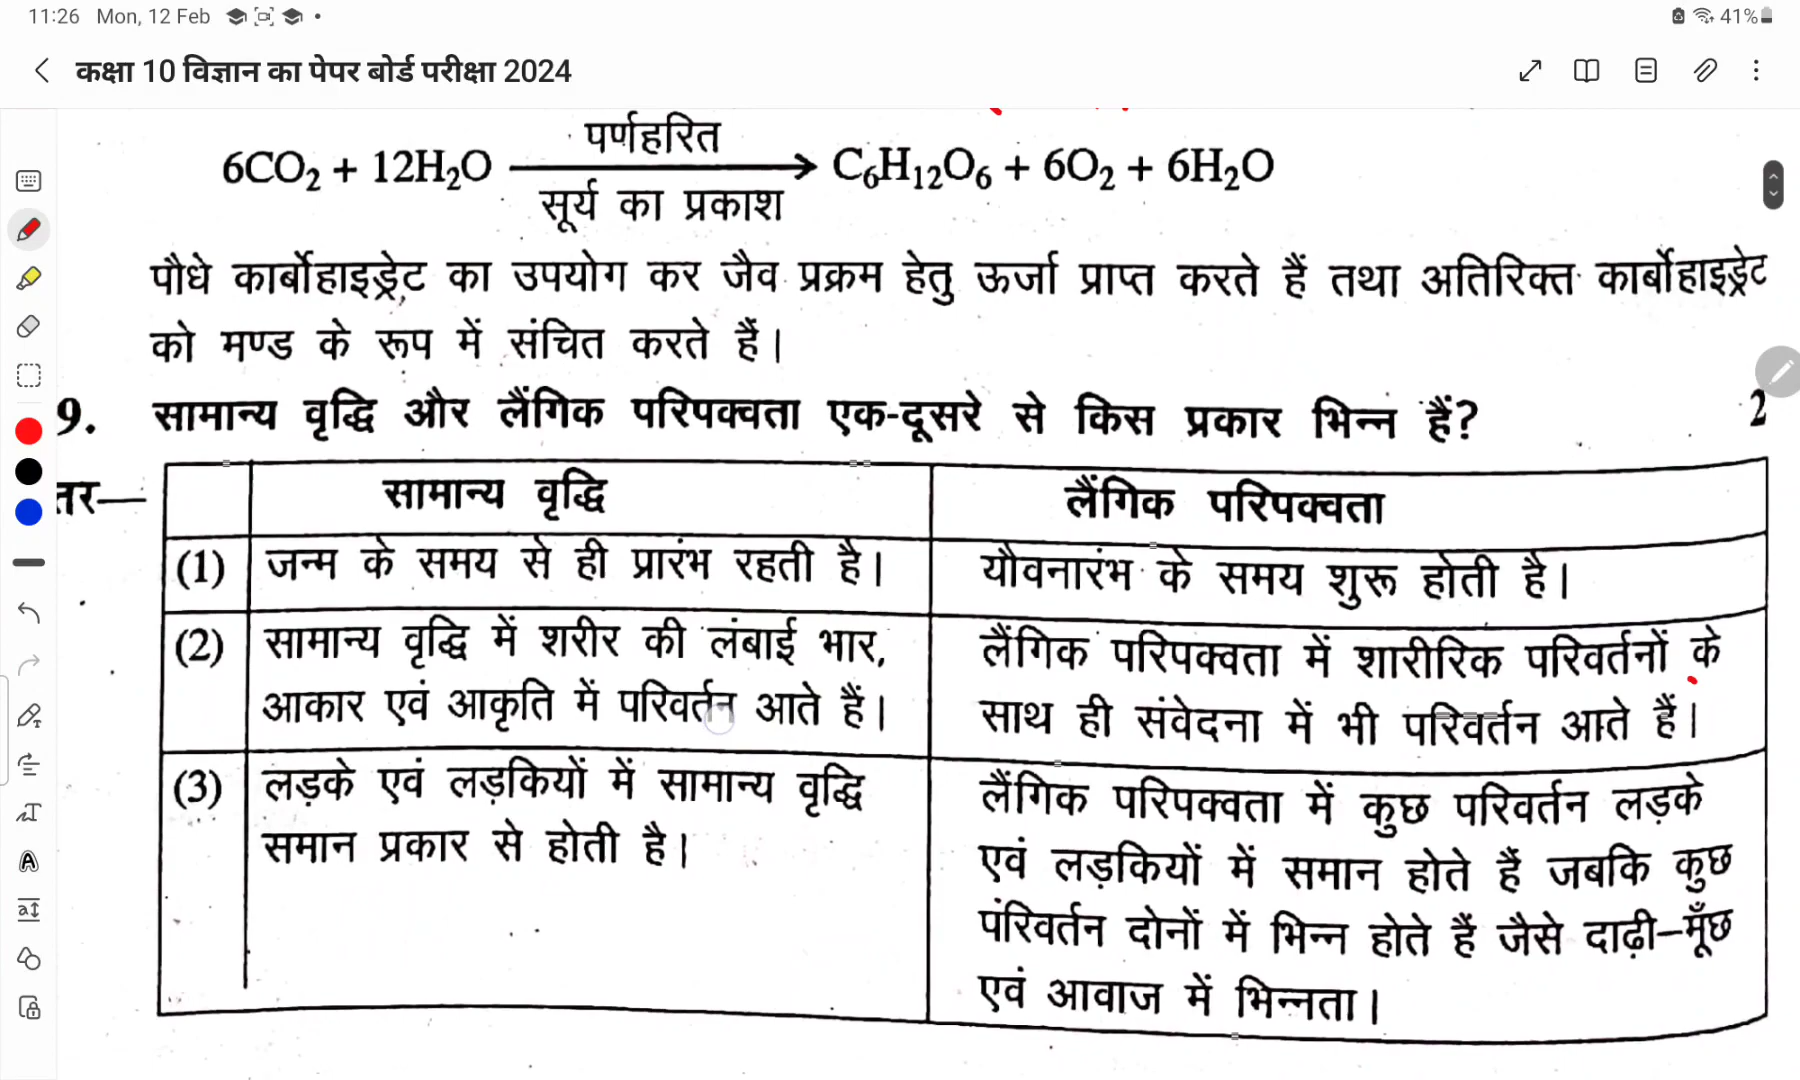 11:26 Mon, 12 Feb
41%
कक्षा 10 विज्ञान का पेपर बोर्ड परीक्षा 2024
पर्णहरित
6CO₂ + 12H₂O ⟶ C₆H₁₂O₆ + 6O₂ + 6H₂O
सूर्य का प्रकाश
पौधे कार्बोहाइड्रेट का उपयोग कर जैव प्रक्रम हेतु ऊर्जा प्राप्त करते हैं तथा अतिरिक्त कार्बोहाइड्रेट
को मण्ड के रूप में संचित करते हैं।
9. सामान्य वृद्धि और लैंगिक परिपक्वता एक-दूसरे से किस प्रकार भिन्न हैं? 2
तर—
सामान्य वृद्धि
लैंगिक परिपक्वता
(1) जन्म के समय से ही प्रारंभ रहती है।
यौवनारंभ के समय शुरू होती है।
(2) सामान्य वृद्धि में शरीर की लंबाई भार,
आकार एवं आकृति में परिवर्तन आते हैं।
लैंगिक परिपक्वता में शारीरिक परिवर्तनों के
साथ ही संवेदना में भी परिवर्तन आते हैं।
(3) लड़के एवं लड़कियों में सामान्य वृद्धि
समान प्रकार से होती है।
लैंगिक परिपक्वता में कुछ परिवर्तन लड़के
एवं लड़कियों में समान होते हैं जबकि कुछ
परिवर्तन दोनों में भिन्न होते हैं जैसे दाढ़ी–मूँछ
एवं आवाज में भिन्नता।